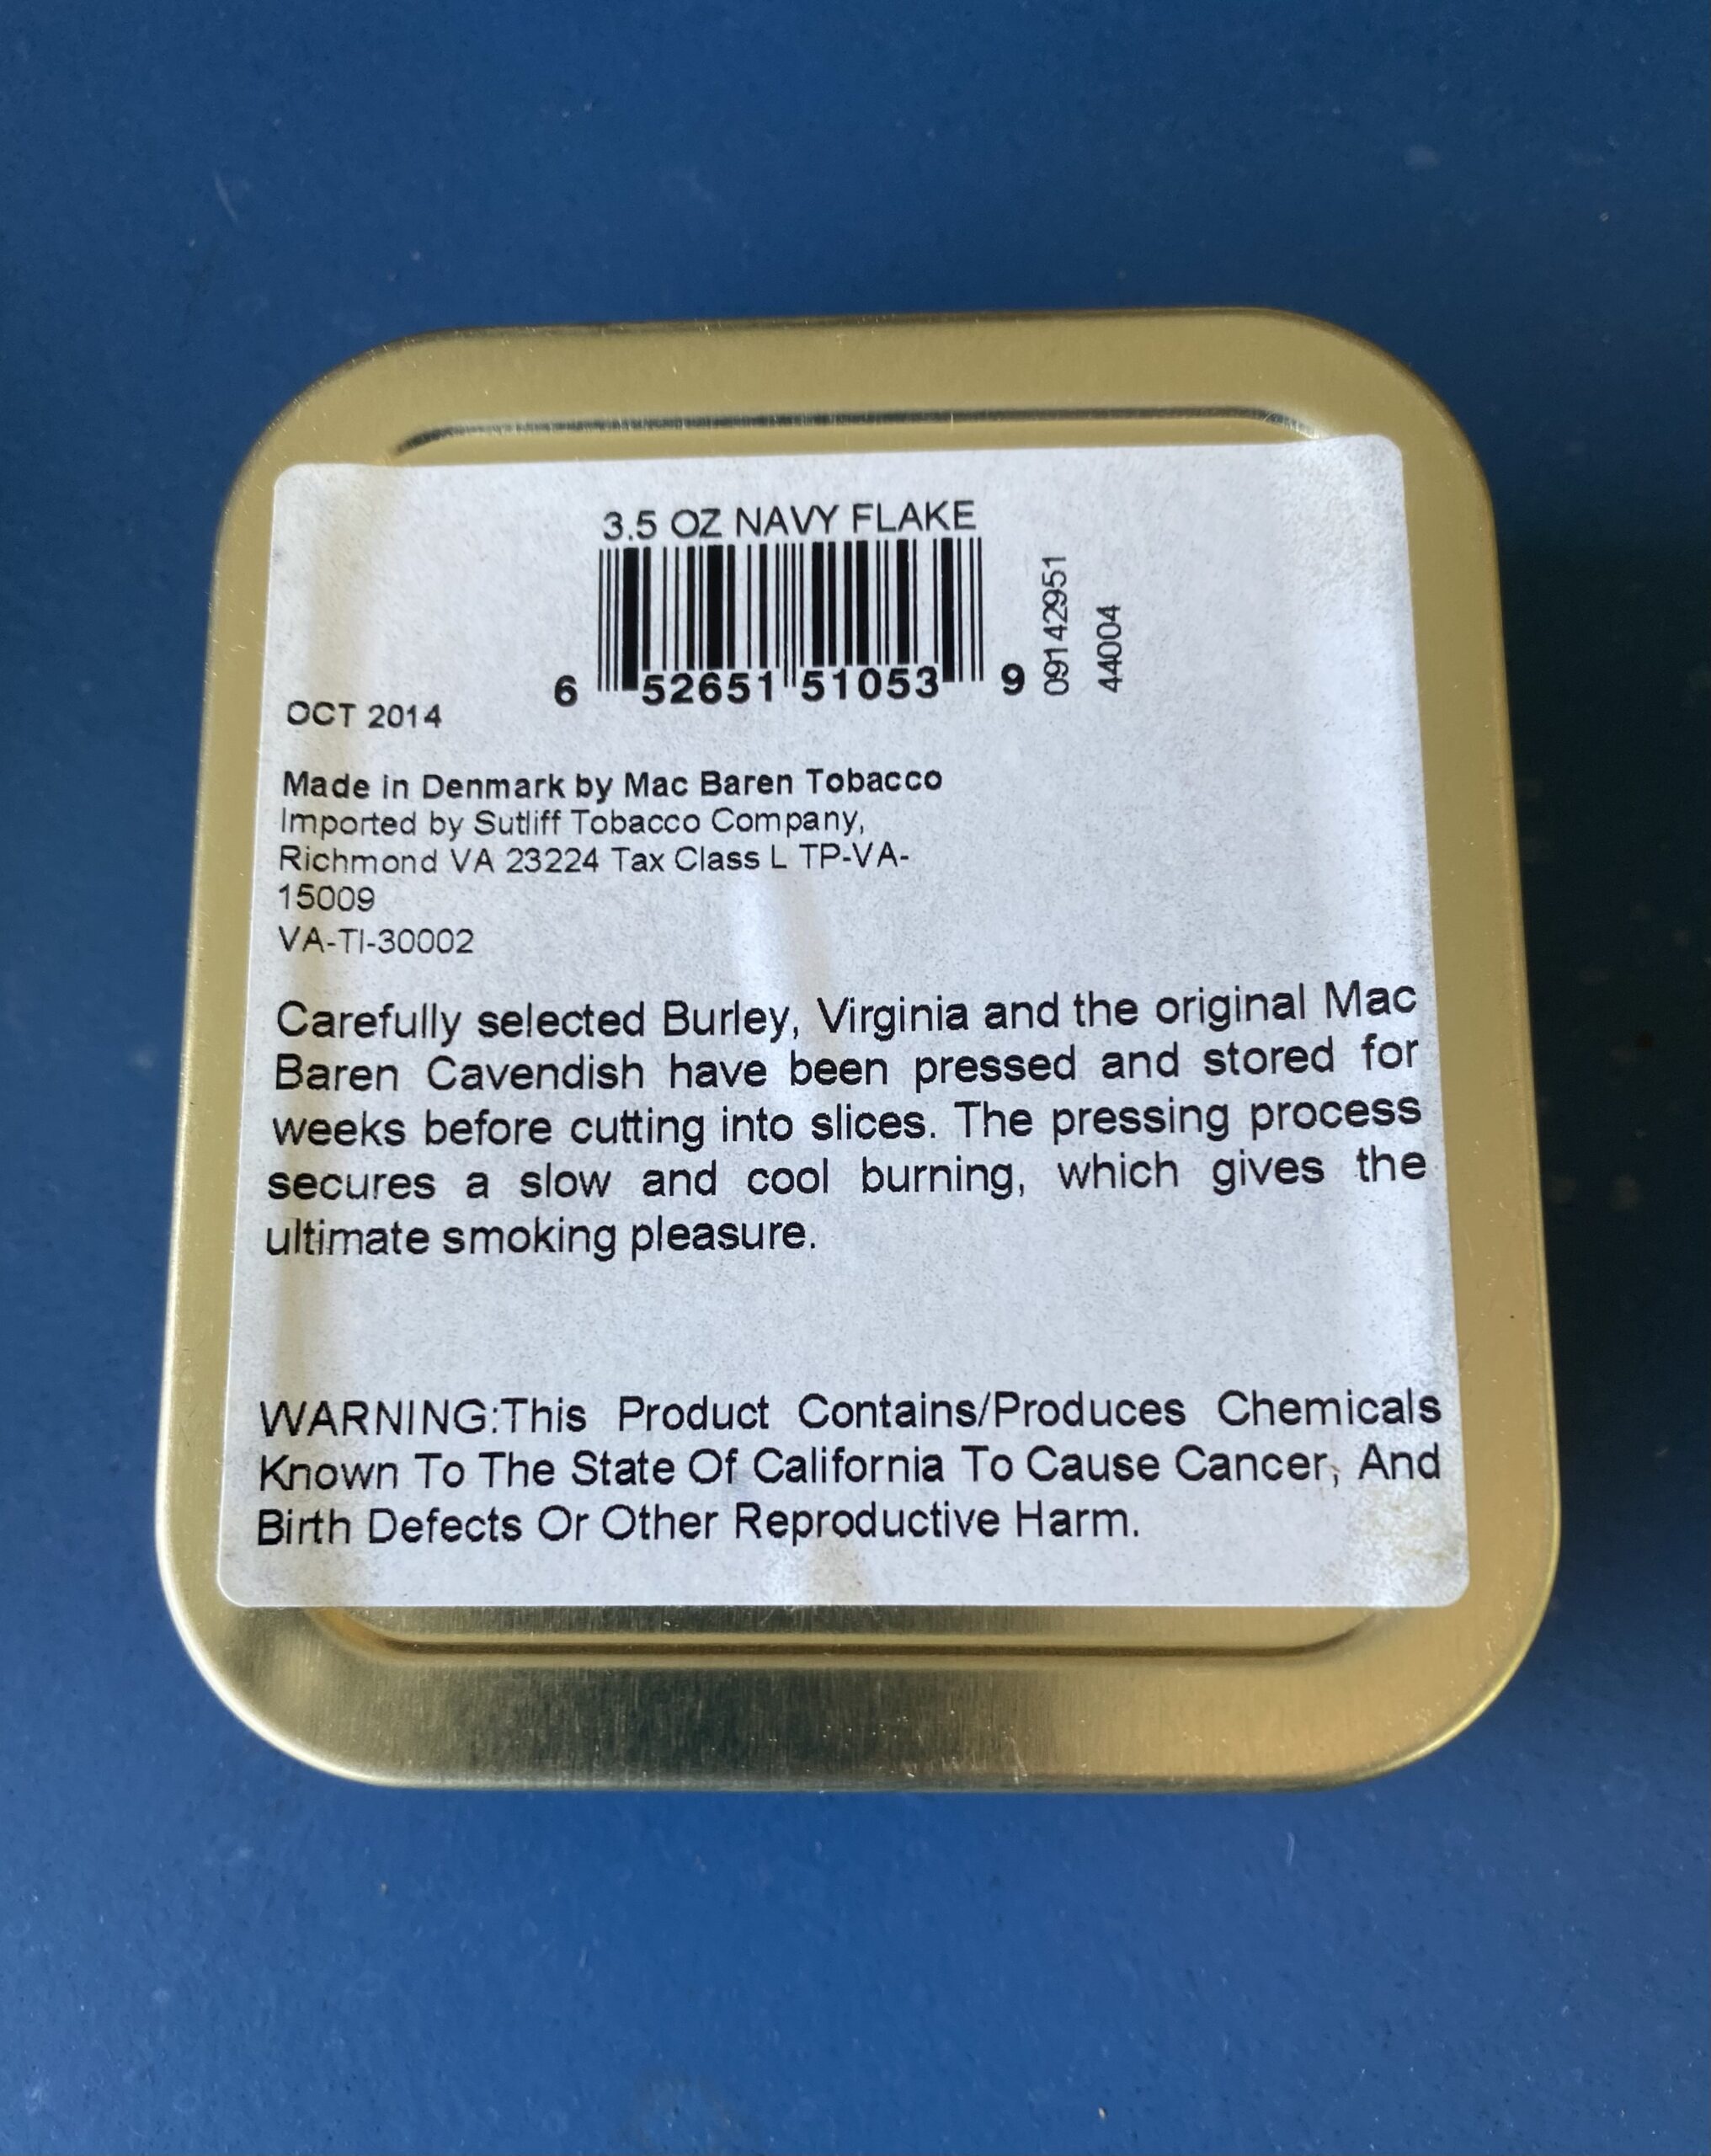 3.5 OZ NAVY FLAKE
6 52651 51053 9
09142951
44004
OCT 2014
Made in Denmark by Mac Baren Tobacco
Imported by Sutliff Tobacco Company,
Richmond VA 23224 Tax Class L TP-VA-
15009
VA-TI-30002
Carefully selected Burley, Virginia and the original Mac
Baren Cavendish have been pressed and stored for
weeks before cutting into slices. The pressing process
secures a slow and cool burning, which gives the
ultimate smoking pleasure.
WARNING:This Product Contains/Produces Chemicals
Known To The State Of California To Cause Cancer, And
Birth Defects Or Other Reproductive Harm.